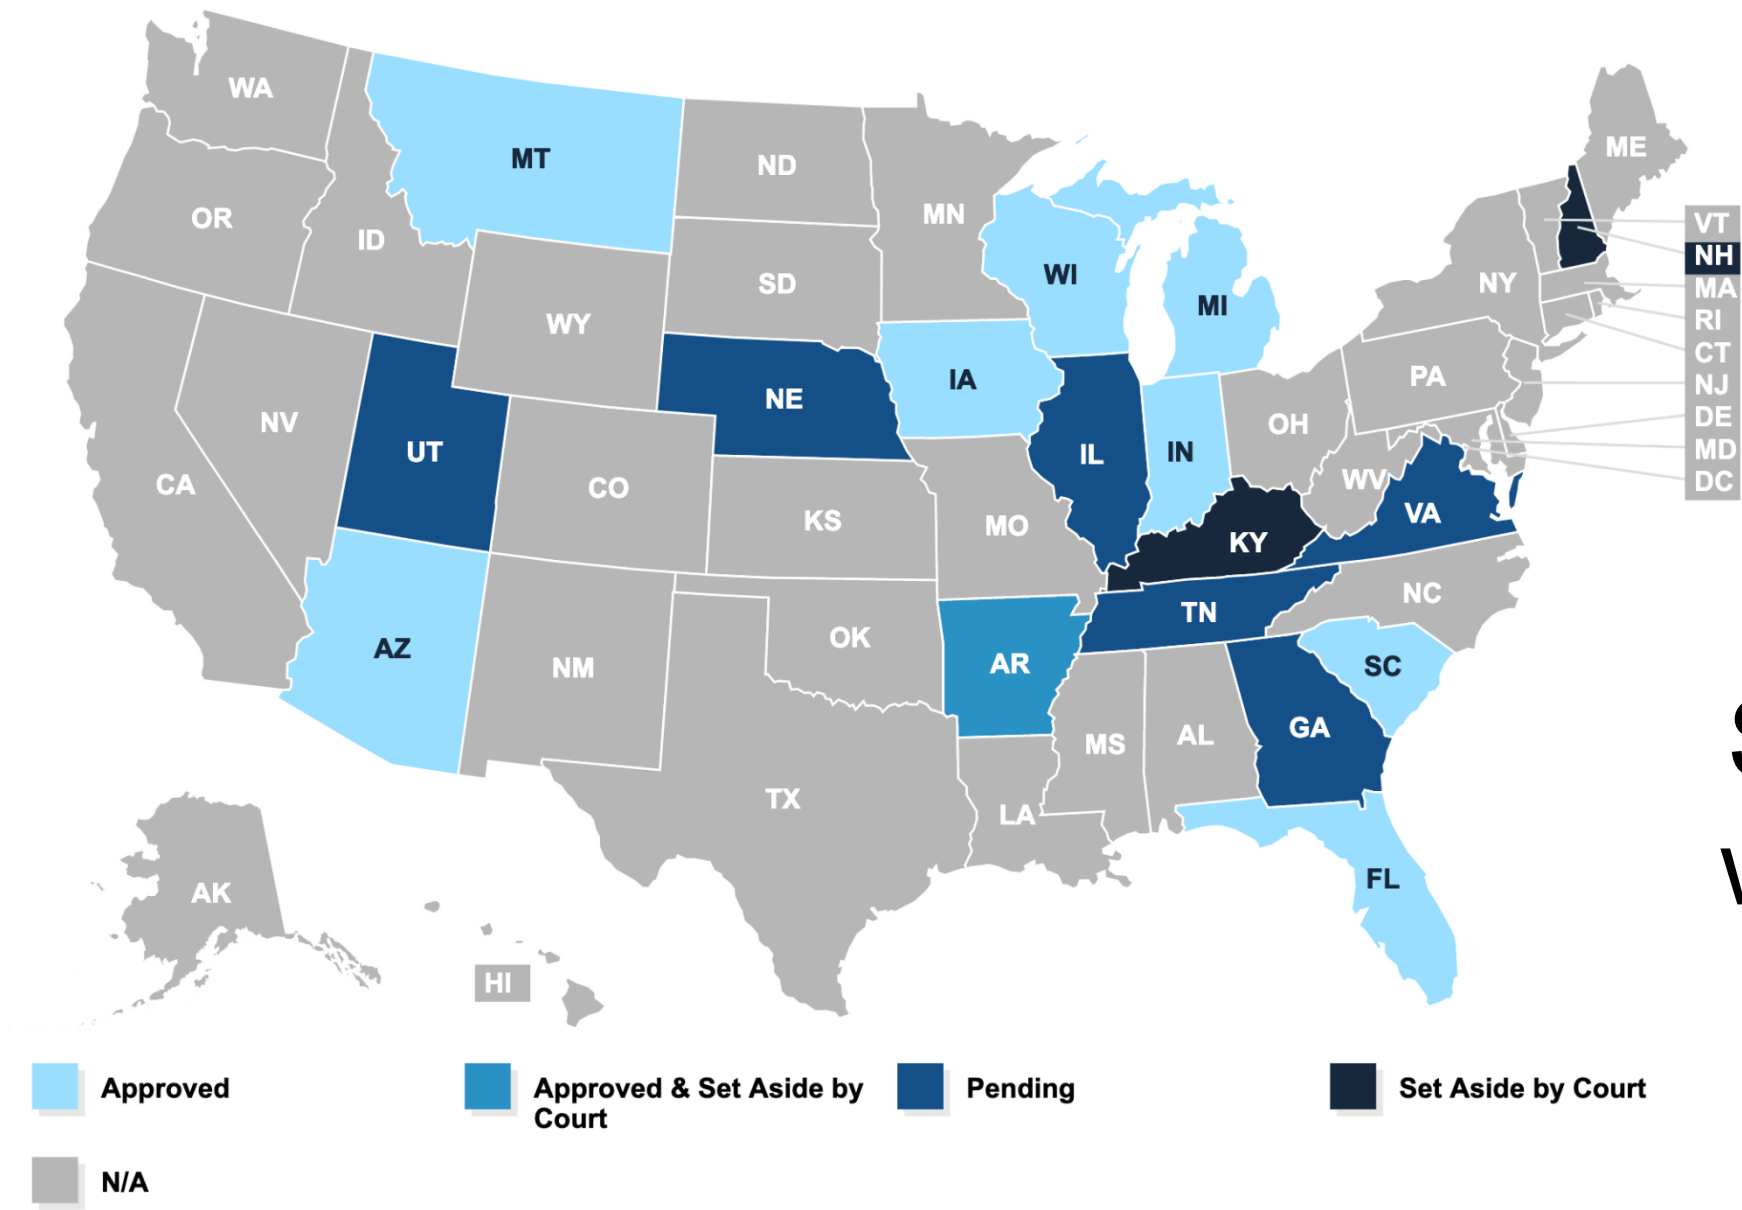 WA
MT
ND
MN
ME
OR
ID
SD
WI
MI
NY
VT
NH
MA
RI
CT
NJ
DE
MD
DC
WY
IA
PA
NE
NV
UT
CO
IL
IN
OH
WV
VA
CA
KS
MO
KY
NC
TN
AZ
NM
OK
AR
SC
MS
AL
GA
TX
LA
FL
AK
HI
Approved
Approved & Set Aside by
Court
Pending
Set Aside by Court
N/A